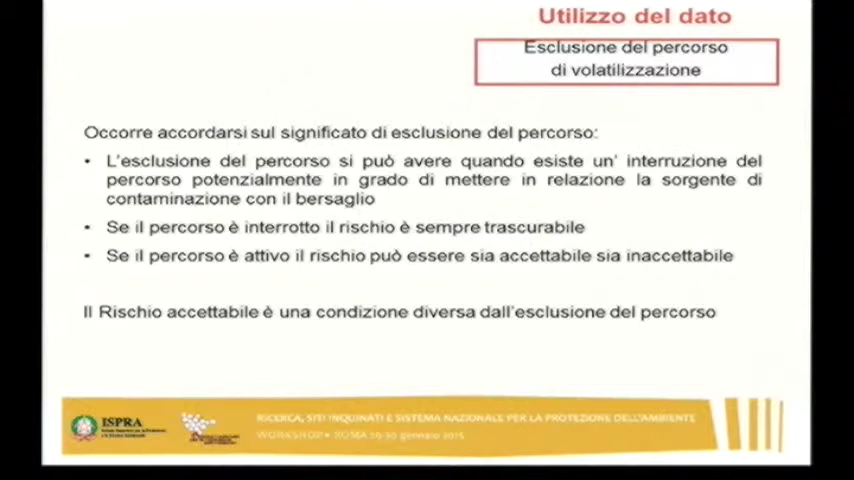 Utilizzo del dato
Esclusione del percorso
di volatilizzazione
Occorre accordarsi sul significato di esclusione del percorso:
• L'esclusione del percorso si può avere quando esiste un' interruzione del
percorso potenzialmente in grado di mettere in relazione la sorgente di
contaminazione con il bersaglio
• Se il percorso è interrotto il rischio è sempre trascurabile
• Se il percorso è attivo il rischio può essere sia accettabile sia inaccettabile
Il Rischio accettabile è una condizione diversa dall'esclusione del percorso
ISPRA
RICERCA, SITI INQUINATI E SISTEMA NAZIONALE PER LA PROTEZIONE DELL'AMBIENTE
WORKSHOP • ROMA gennaio 2015